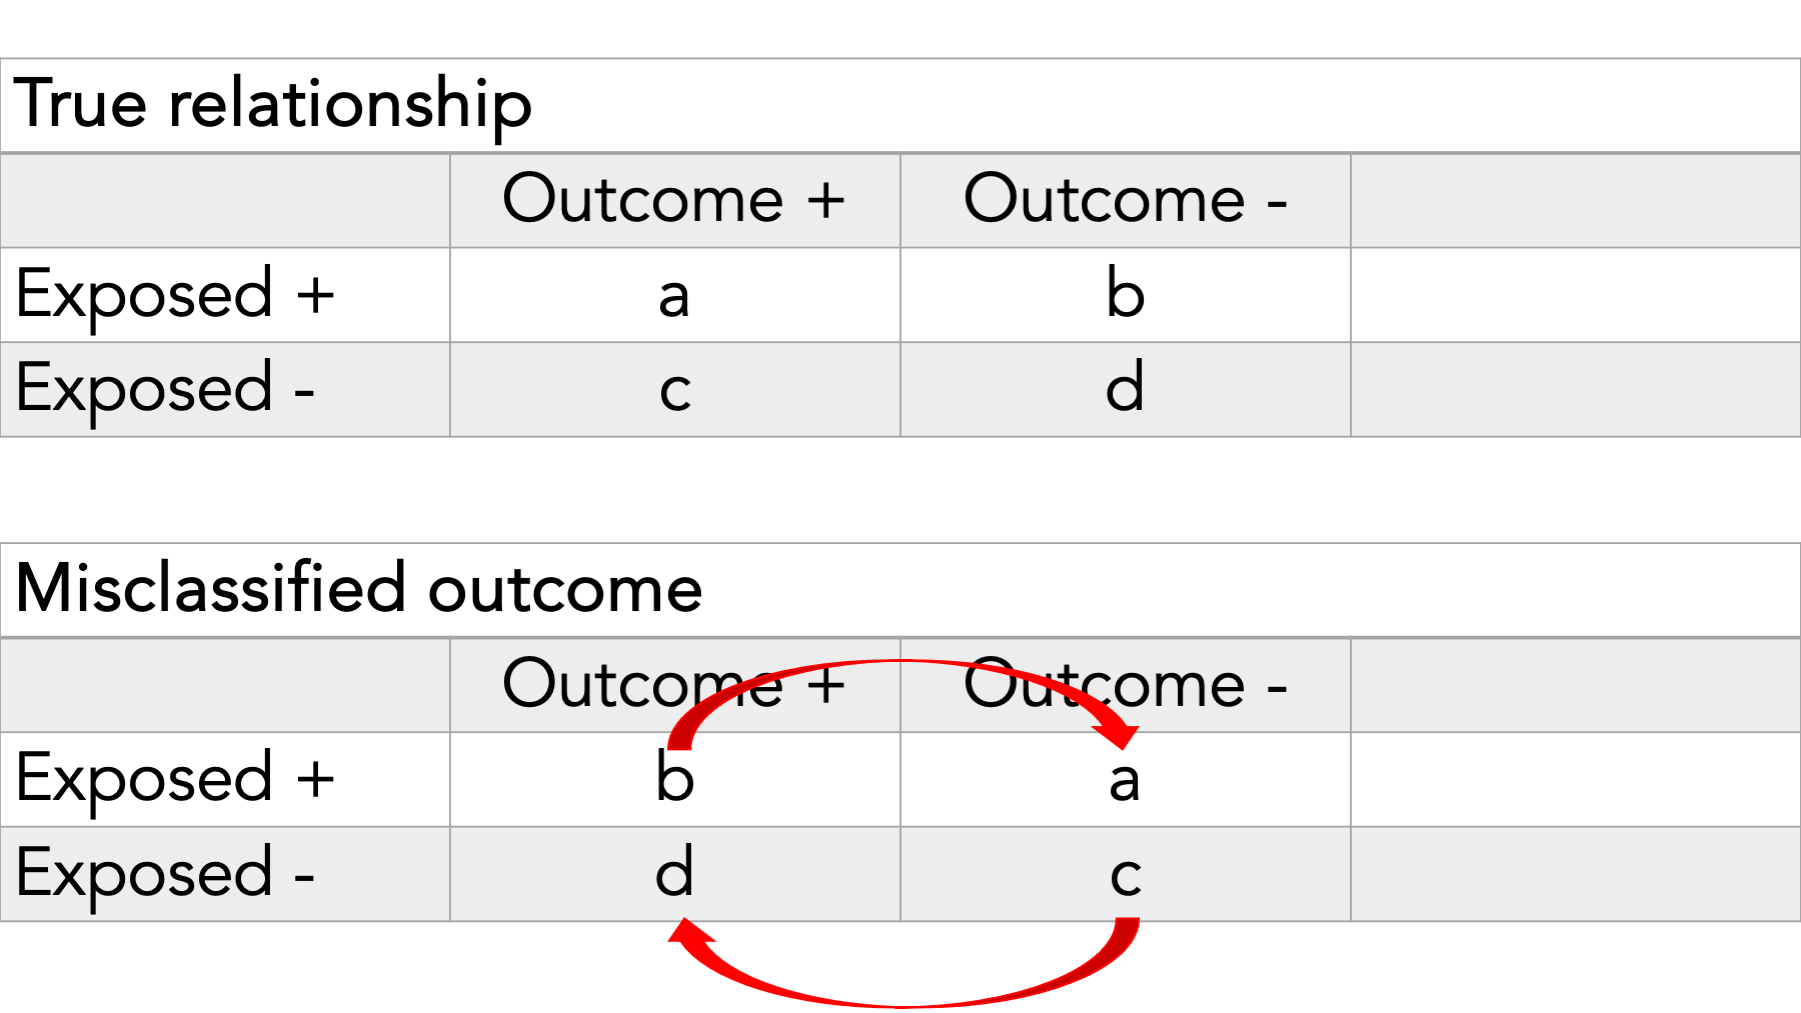 True relationship
Outcome + Outcome -
Exposed + a b
Exposed - c d
Misclassified outcome
Outcome + Outcome -
Exposed + b a
Exposed - d c